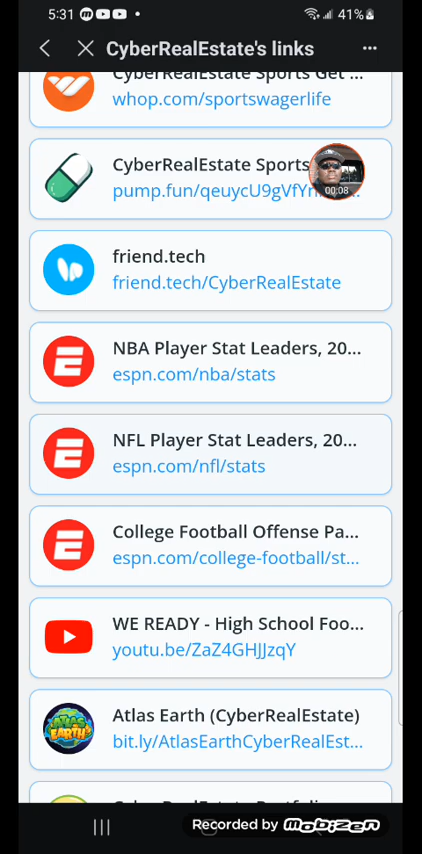 5:31
41%
CyberRealEstate's links
CyberRealEstate Sports Get ...
whop.com/sportswagerlife
CyberRealEstate Sports
pump.fun/qeuycU9gVfYn
00:08
friend.tech
friend.tech/CyberRealEstate
NBA Player Stat Leaders, 20...
espn.com/nba/stats
NFL Player Stat Leaders, 20...
espn.com/nfl/stats
College Football Offense Pa...
espn.com/college-football/st...
WE READY - High School Foo...
youtu.be/ZaZ4GHJJzqY
Atlas Earth (CyberRealEstate)
bit.ly/AtlasEarthCyberRealEst...
ATLAS
EARTH
Recorded by MOBIZEN